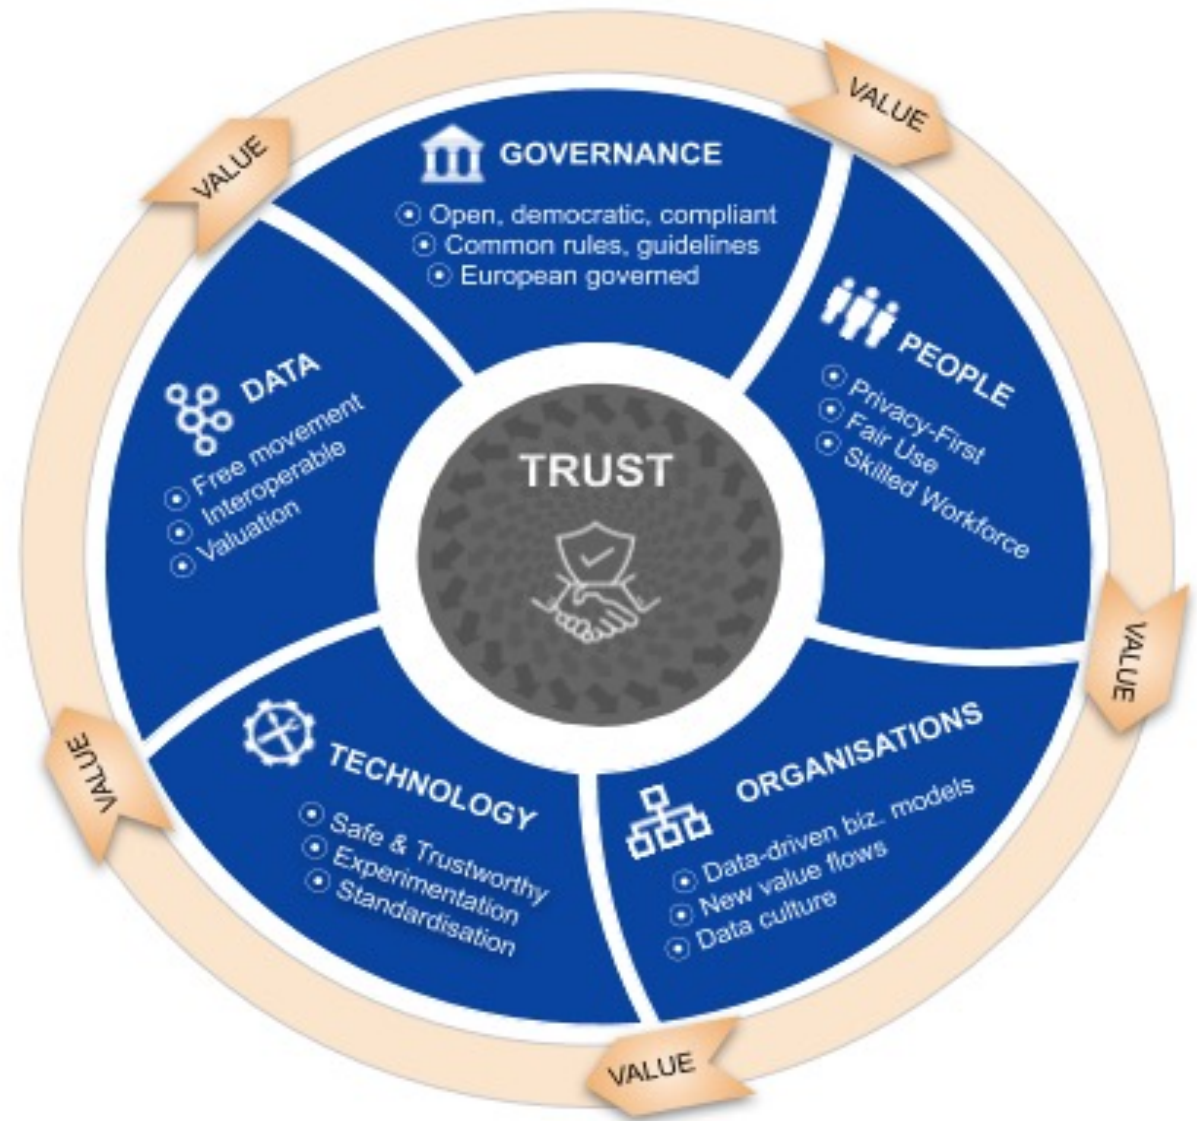 VALUE
VALUE
GOVERNANCE
Open, democratic, compliant
Common rules, guidelines
European governed
PEOPLE
Privacy-First
Fair Use
Skilled Workforce
DATA
Free movement
Interoperable
Valuation
TRUST
VALUE
ORGANISATIONS
Data-driven biz. models
New value flows
Data culture
TECHNOLOGY
Safe & Trustworthy
Experimentation
Standardisation
VALUE
VALUE